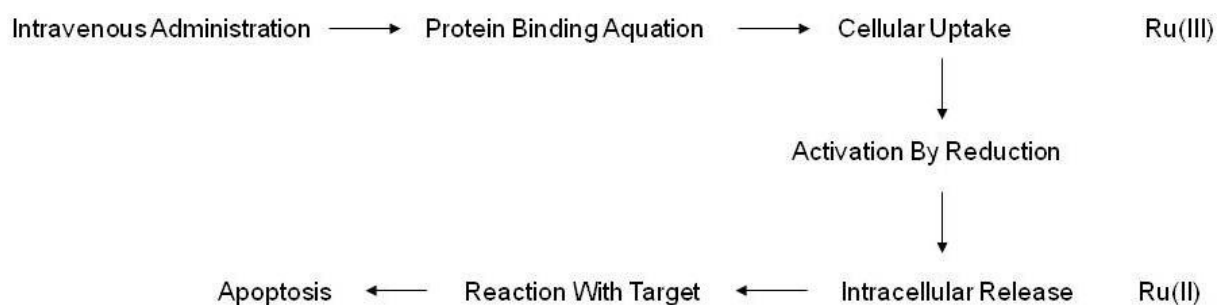 Intravenous Administration Protein Binding Aquation Cellular Uptake Ru(III)
Activation By Reduction
Apoptosis Reaction With Target Intracellular Release Ru(II)